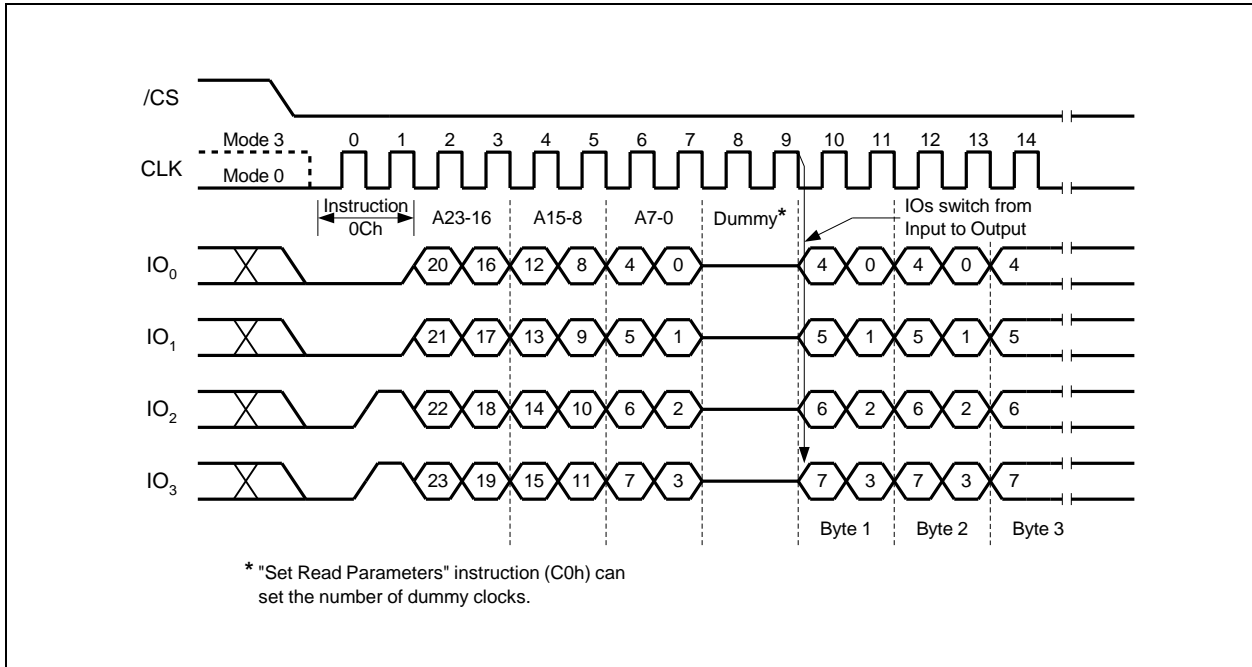 /CS
Mode 3 0 1 2 3 4 5 6 7 8 9 10 11 12 13 14
CLK
Mode 0
Instruction
0Ch
A23-16 A15-8 A7-0 Dummy*
IOs switch from
Input to Output
IO0 20 16 12 8 4 0 4 0 4 0 4
IO1 21 17 13 9 5 1 5 1 5 1 5
IO2 22 18 14 10 6 2 6 2 6 2 6
IO3 23 19 15 11 7 3 7 3 7 3 7
Byte 1 Byte 2 Byte 3
* "Set Read Parameters" instruction (C0h) can
set the number of dummy clocks.